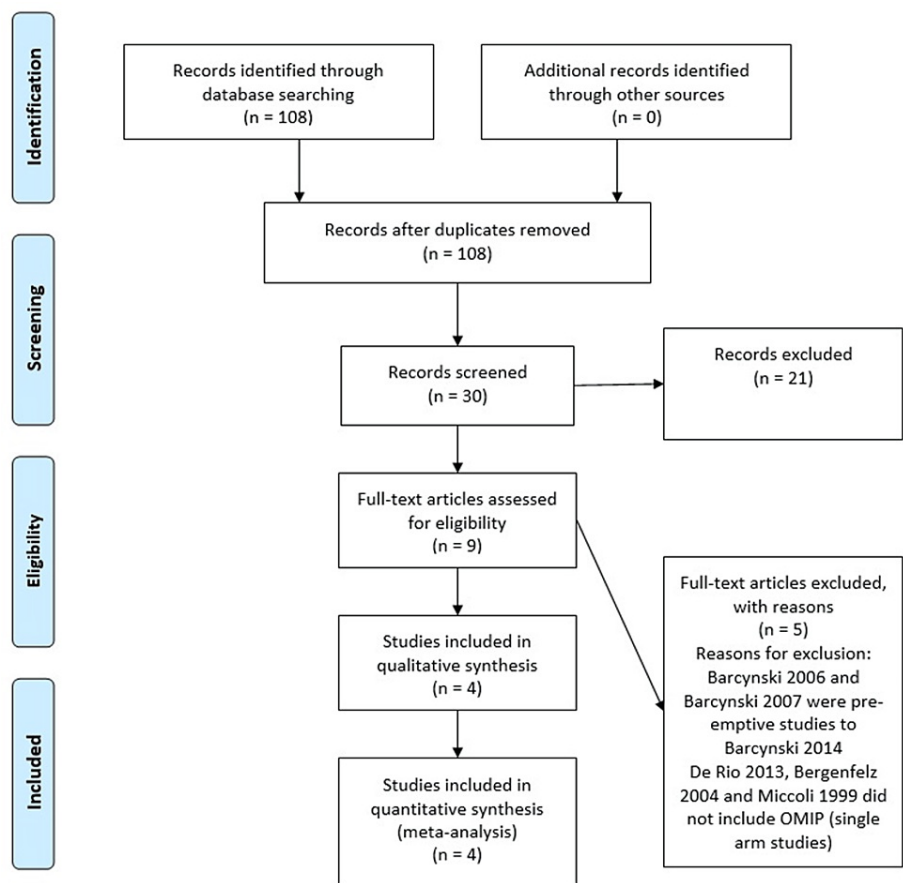 Identification
Records identified through
database searching
(n = 108)
Additional records identified
through other sources
(n = 0)
Records after duplicates removed
(n = 108)
Screening
Records screened
(n = 30)
Records excluded
(n = 21)
Eligibility
Full-text articles assessed
for eligibility
(n = 9)
Full-text articles excluded,
with reasons
(n = 5)
Reasons for exclusion:
Barcynski 2006 and
Barcynski 2007 were pre-
emptive studies to
Barcynski 2014
De Rio 2013, Bergenfelz
2004 and Miccoli 1999 did
not include OMIP (single
arm studies)
Studies included in
qualitative synthesis
(n = 4)
Included
Studies included in
quantitative synthesis
(meta-analysis)
(n = 4)